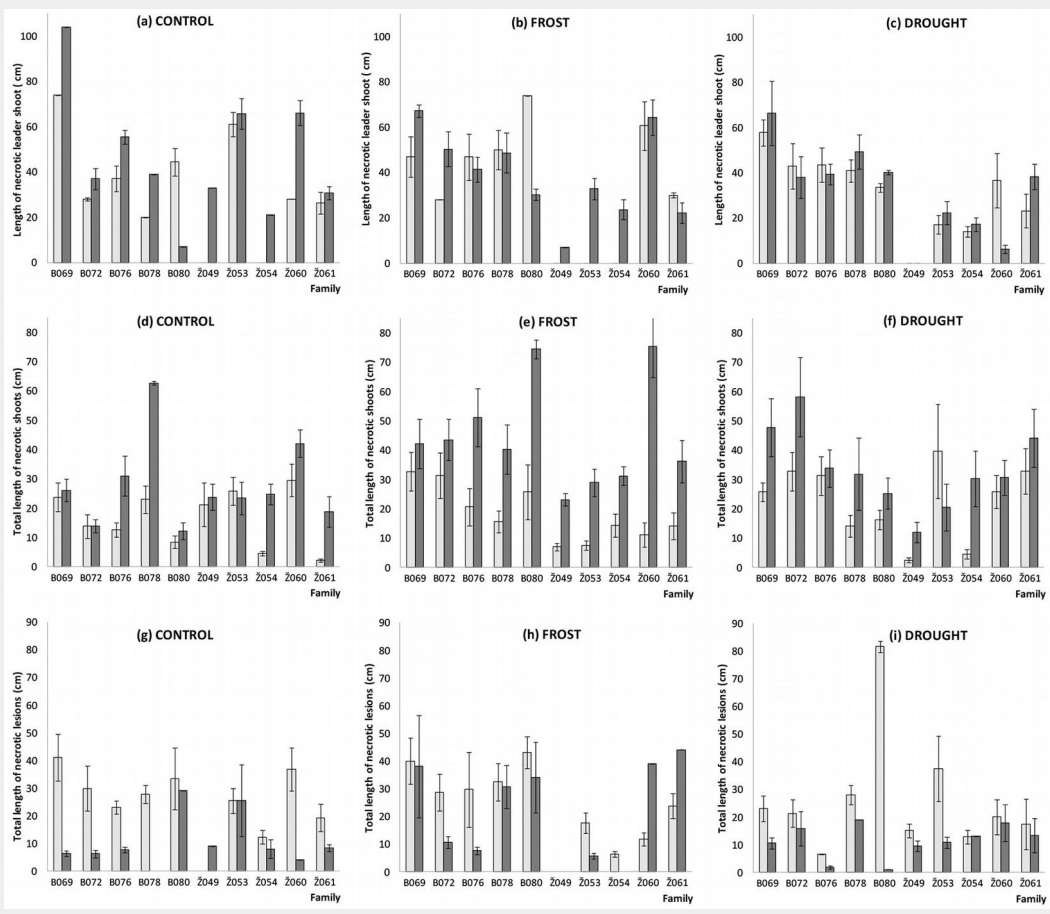 (a) CONTROL
Length of necrotic leader shoot ( cm)
100
80
60
40
20
0
B069 B072 B076 B078 B080 Ž049 Ž053 Ž054 Ž060 Ž061
Family
(b) FROST
Length of necrotic leader shoot (cm)
100
80
60
40
20
0
B069 B072 B076 B078 B080 Ž049 Ž053 Ž054 Ž060 Ž061
Family
(c) DROUGHT
Length of necrotic leader shoot (cm)
100
80
60
40
20
0
B069 B072 B076 B078 B080 Ž049 Ž053 Ž054 Ž060 Ž061
Family
(d) CONTROL
Total length of necrotic shoots (cm)
80
70
60
50
40
30
20
10
0
B069 B072 B076 B078 B080 Ž049 Ž053 Ž054 Ž060 Ž061
Family
(e) FROST
Total length of necrotic shoots (cm)
80
70
60
50
40
30
20
10
0
B069 B072 B076 B078 B080 Ž049 Ž053 Ž054 Ž060 Ž061
Family
(f) DROUGHT
Total length of necrotic shoots (cm)
80
70
60
50
40
30
20
10
0
B069 B072 B076 B078 B080 Ž049 Ž053 Ž054 Ž060 Ž061
Family
(g) CONTROL
Total length of necrotic lesions (cm)
90
80
70
60
50
40
30
20
10
0
B069 B072 B076 B078 B080 Ž049 Ž053 Ž054 Ž060 Ž061
Family
(h) FROST
Total length of necrotic lesions (cm)
90
80
70
60
50
40
30
20
10
0
B069 B072 B076 B078 B080 Ž049 Ž053 Ž054 Ž060 Ž061
Family
(i) DROUGHT
Total length of necrotic lesions (cm)
90
80
70
60
50
40
30
20
10
0
B069 B072 B076 B078 B080 Ž049 Ž053 Ž054 Ž060 Ž061
Family